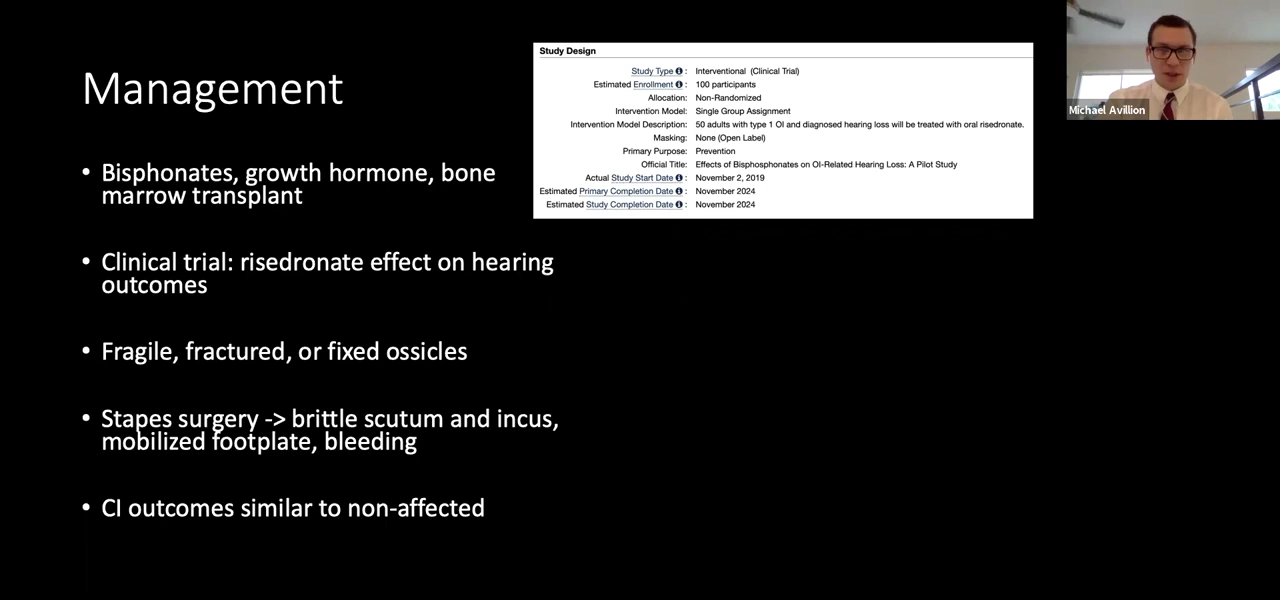 Management
• Bisphonates, growth hormone, bone
marrow transplant
• Clinical trial: risedronate effect on hearing
outcomes
• Fragile, fractured, or fixed ossicles
• Stapes surgery -> brittle scutum and incus,
mobilized footplate, bleeding
• CI outcomes similar to non-affected
Study Design
Study Type : Interventional (Clinical Trial)
Estimated Enrollment : 100 participants
Allocation: Non-Randomized
Intervention Model: Single Group Assignment
Intervention Model Description: 50 adults with type 1 OI and diagnosed hearing loss will be treated with oral risedronate.
Masking: None (Open Label)
Primary Purpose: Prevention
Official Title: Effects of Bisphosphonates on OI-Related Hearing Loss: A Pilot Study
Actual Study Start Date : November 2, 2019
Estimated Primary Completion Date : November 2024
Estimated Study Completion Date : November 2024
Michael Avillion